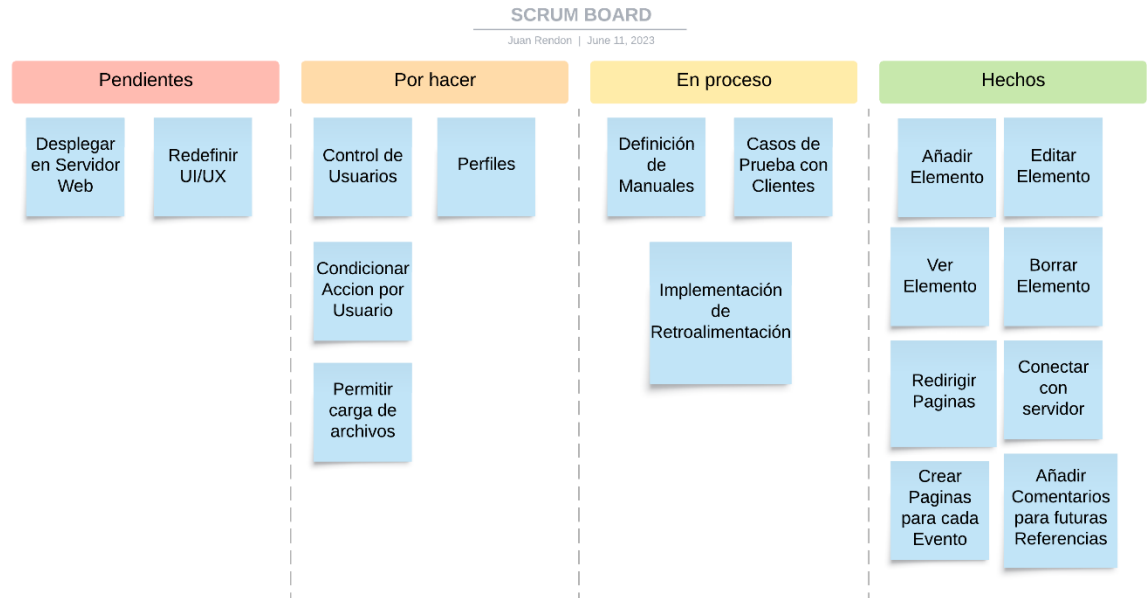 SCRUM BOARD
Juan Rendon | June 11, 2023
Pendientes
Desplegar
en Servidor
Web
Redefinir
UI/UX
Por hacer
Control de
Usuarios
Perfiles
Condicionar
Accion por
Usuario
Permitir
carga de
archivos
En proceso
Definición
de
Manuales
Casos de
Prueba con
Clientes
Implementación
de
Retroalimentación
Hechos
Añadir
Elemento
Editar
Elemento
Ver
Elemento
Borrar
Elemento
Redirigir
Paginas
Conectar
con
servidor
Crear
Paginas
para cada
Evento
Añadir
Comentarios
para futuras
Referencias